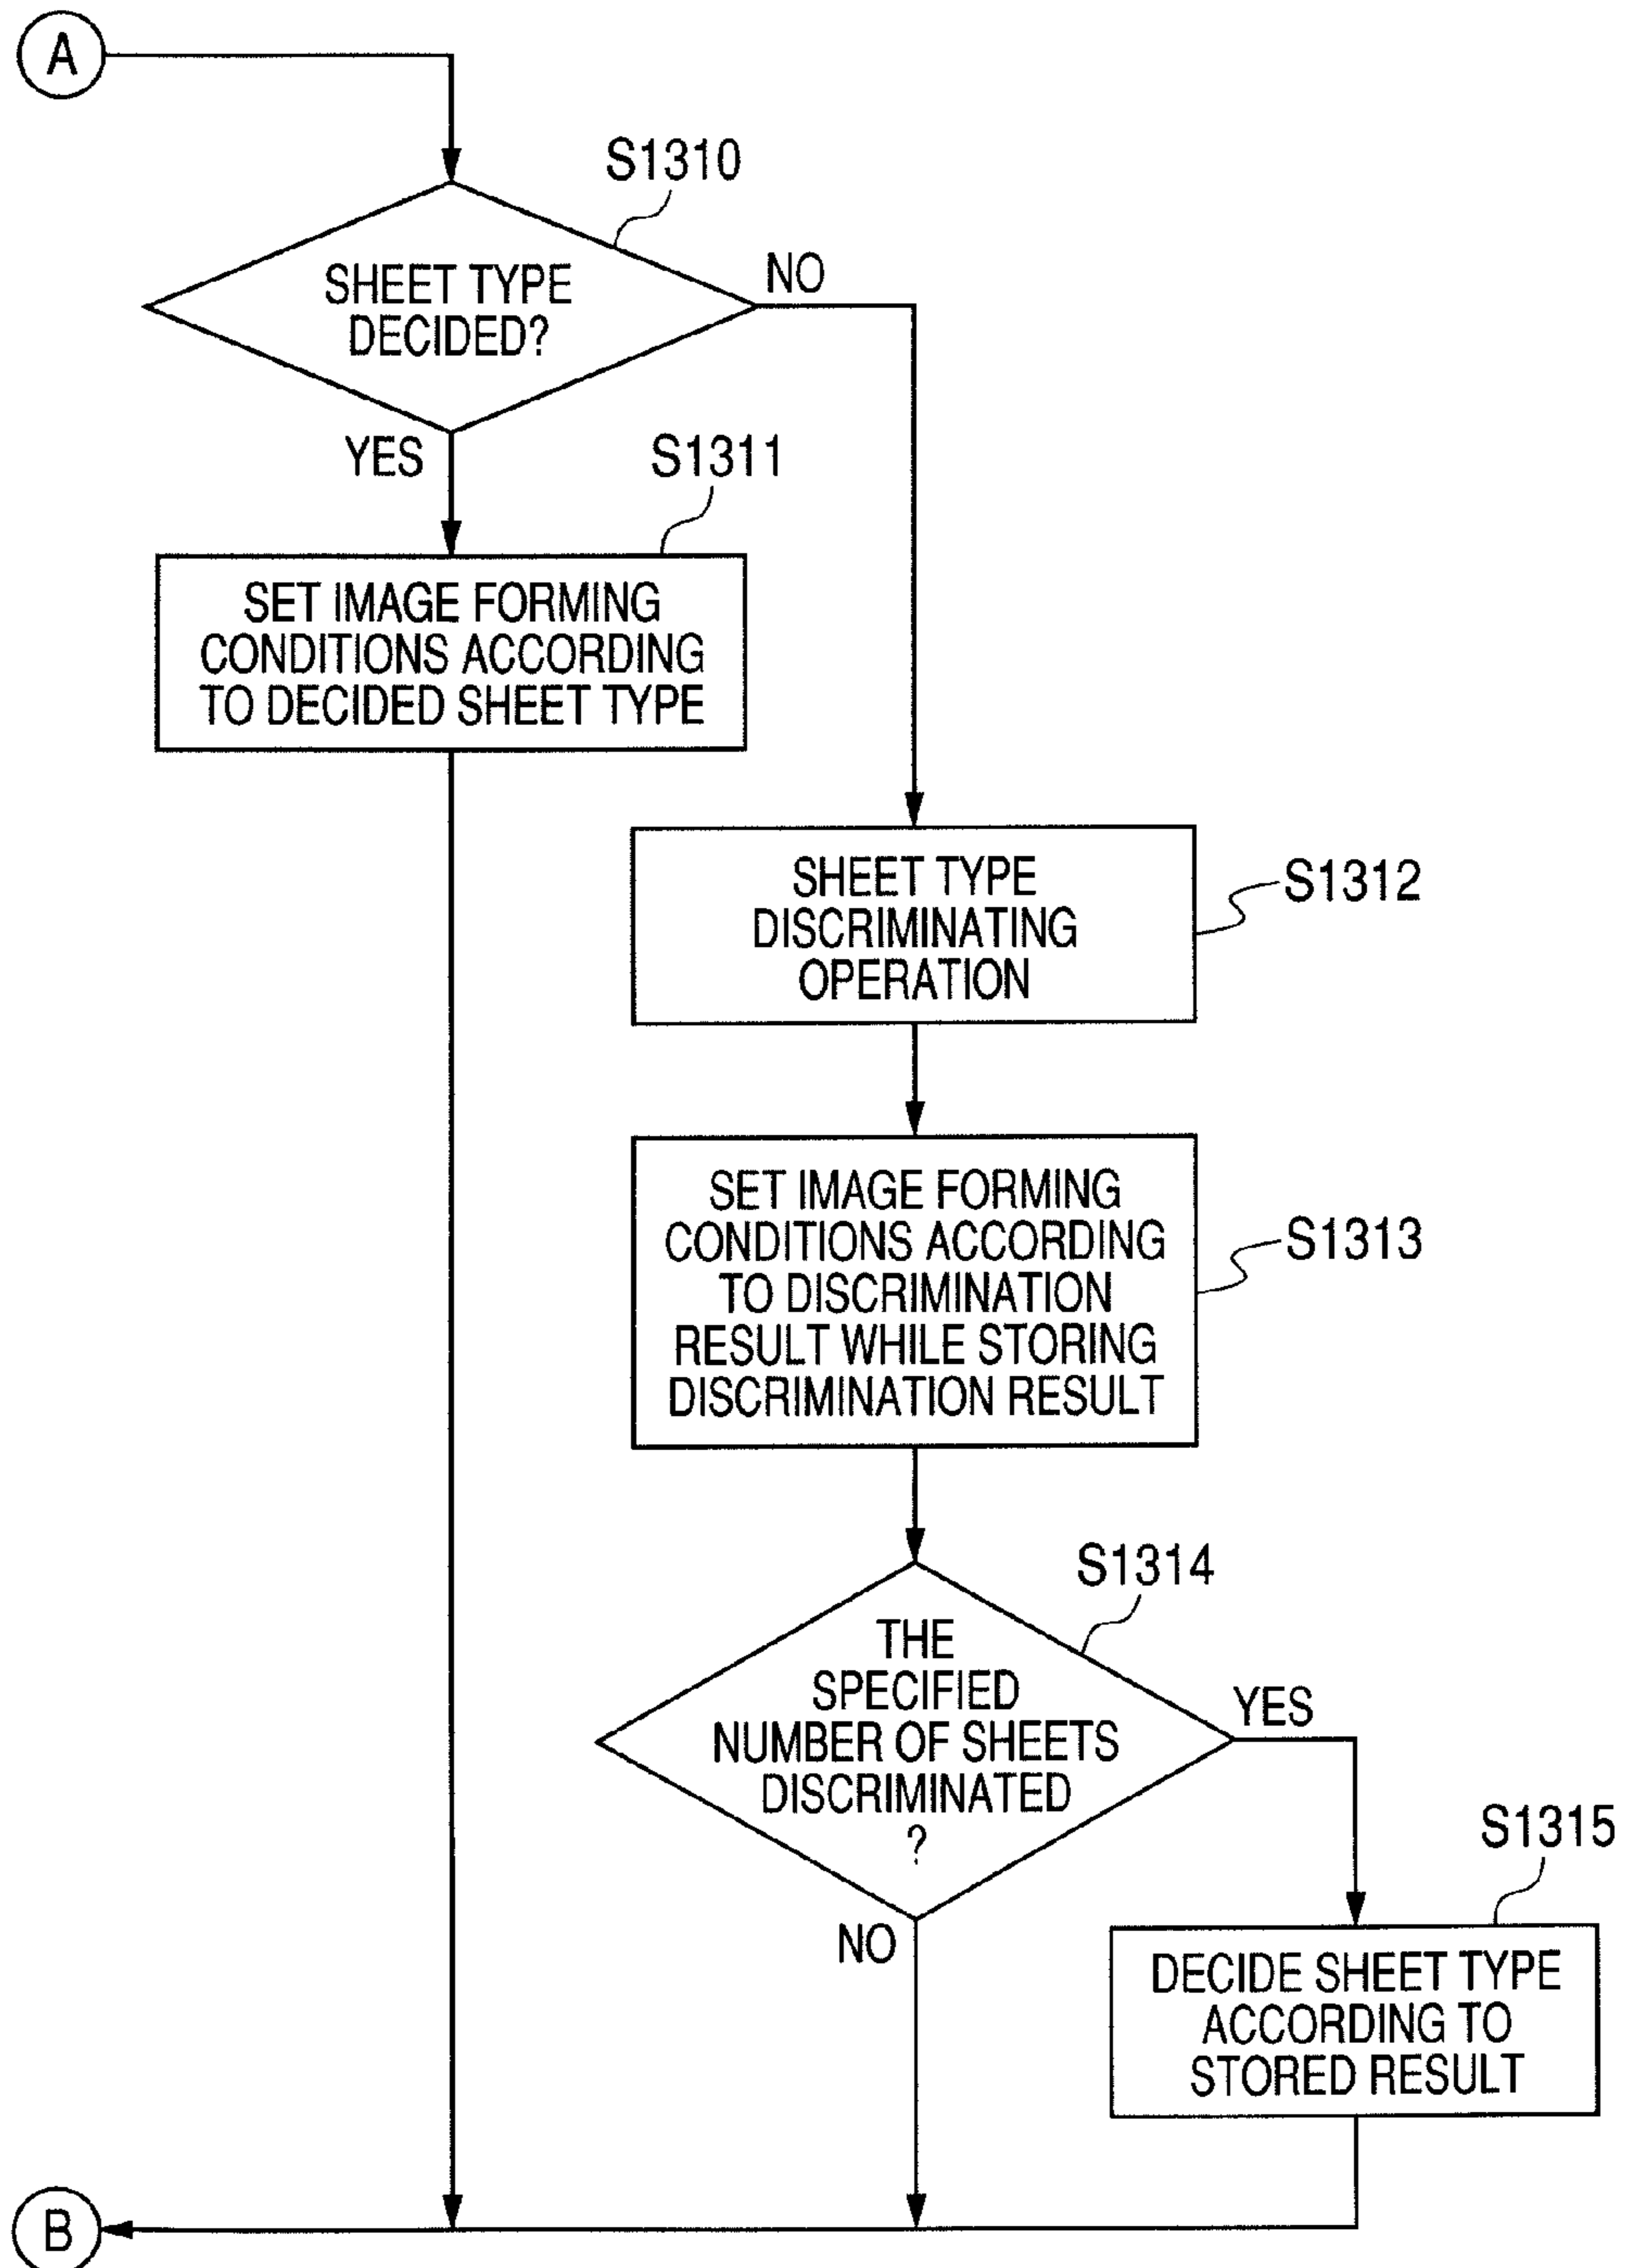 A
S1310
SHEET TYPE
DECIDED?
NO
YES
S1311
SET IMAGE FORMING
CONDITIONS ACCORDING
TO DECIDED SHEET TYPE
SHEET TYPE
DISCRIMINATING
OPERATION
S1312
SET IMAGE FORMING
CONDITIONS ACCORDING
TO DISCRIMINATION
RESULT WHILE STORING
DISCRIMINATION RESULT
S1313
S1314
THE
SPECIFIED
NUMBER OF SHEETS
DISCRIMINATED
?
YES
NO
S1315
DECIDE SHEET TYPE
ACCORDING TO
STORED RESULT
B